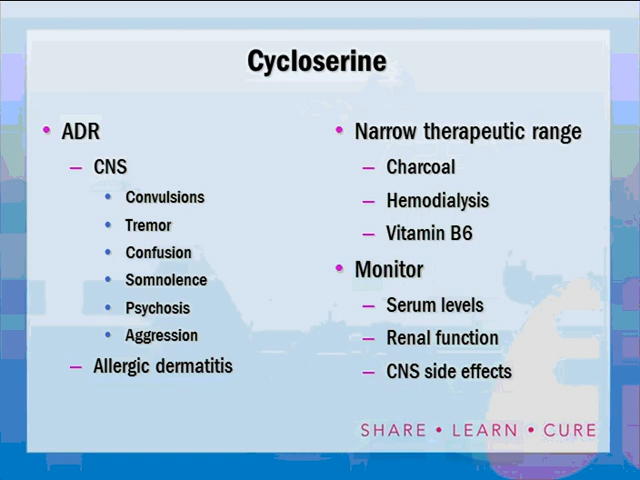 Cycloserine
• ADR
– CNS
• Convulsions
• Tremor
• Confusion
• Somnolence
• Psychosis
• Aggression
– Allergic dermatitis
• Narrow therapeutic range
– Charcoal
– Hemodialysis
– Vitamin B6
• Monitor
– Serum levels
– Renal function
– CNS side effects
SHARE • LEARN • CURE